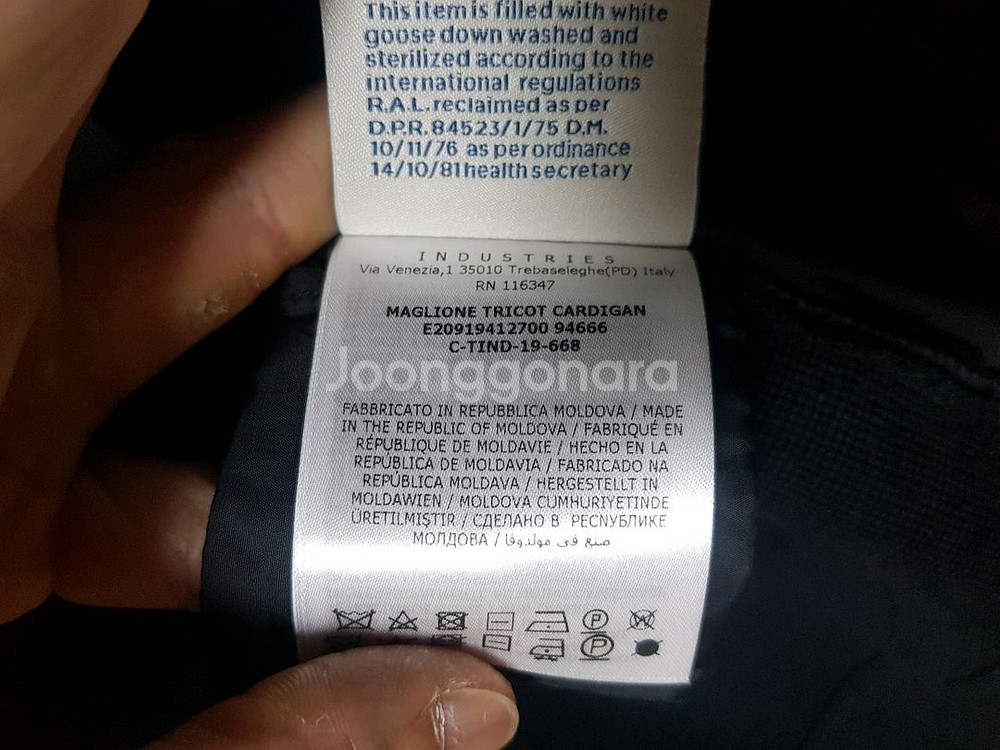 This item is filled with white
goose down washed and
sterilized according to the
international regulations
R.A.L. reclaimed as per
D.P.R. 84523/1/75 D.M.
10/11/76 as per ordinance
14/10/81 health secretary
INDUSTRIES
Via Venezia,1 35010 Trebaseleghe(PD) Italy
RN 116347
MAGLIONE TRICOT CARDIGAN
E20919412700 94666
C-TIND-19-668
Joonggonara
FABBRICATO IN REPUBBLICA MOLDOVA / MADE
IN THE REPUBLIC OF MOLDOVA / FABRIQUÉ EN
RÉPUBLIQUE DE MOLDAVIE / HECHO EN LA
REPÚBLICA DE MOLDAVIA / FABRICADO NA
REPÚBLICA MOLDAVA / HERGESTELLT IN
MOLDAWIEN / MOLDOVA CUMHURIYETINDE
ÜRETILMIŞTIR / СДЕЛАНО В РЕСПУБЛИКЕ
МОЛДОВА / صنع في مولدوفا
P W
P